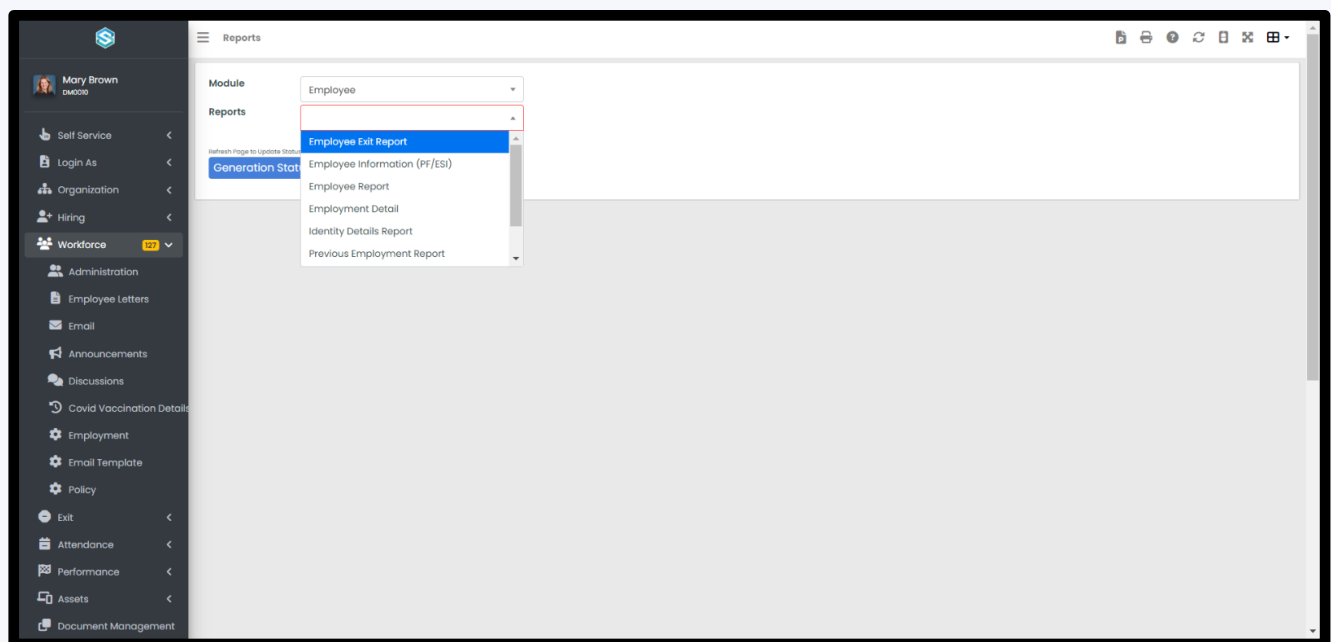 Reports
Mary Brown
DM0010
Self Service
Login As
Organization
Hiring
Workforce 127
Administration
Employee Letters
Email
Announcements
Discussions
Covid Vaccination Details
Employment
Email Template
Policy
Exit
Attendance
Performance
Assets
Document Management
Module
Employee
Reports
Employee Exit Report
Employee Information (PF/ESI)
Employee Report
Employment Detail
Identity Details Report
Previous Employment Report
Refresh Page to Update
Generation